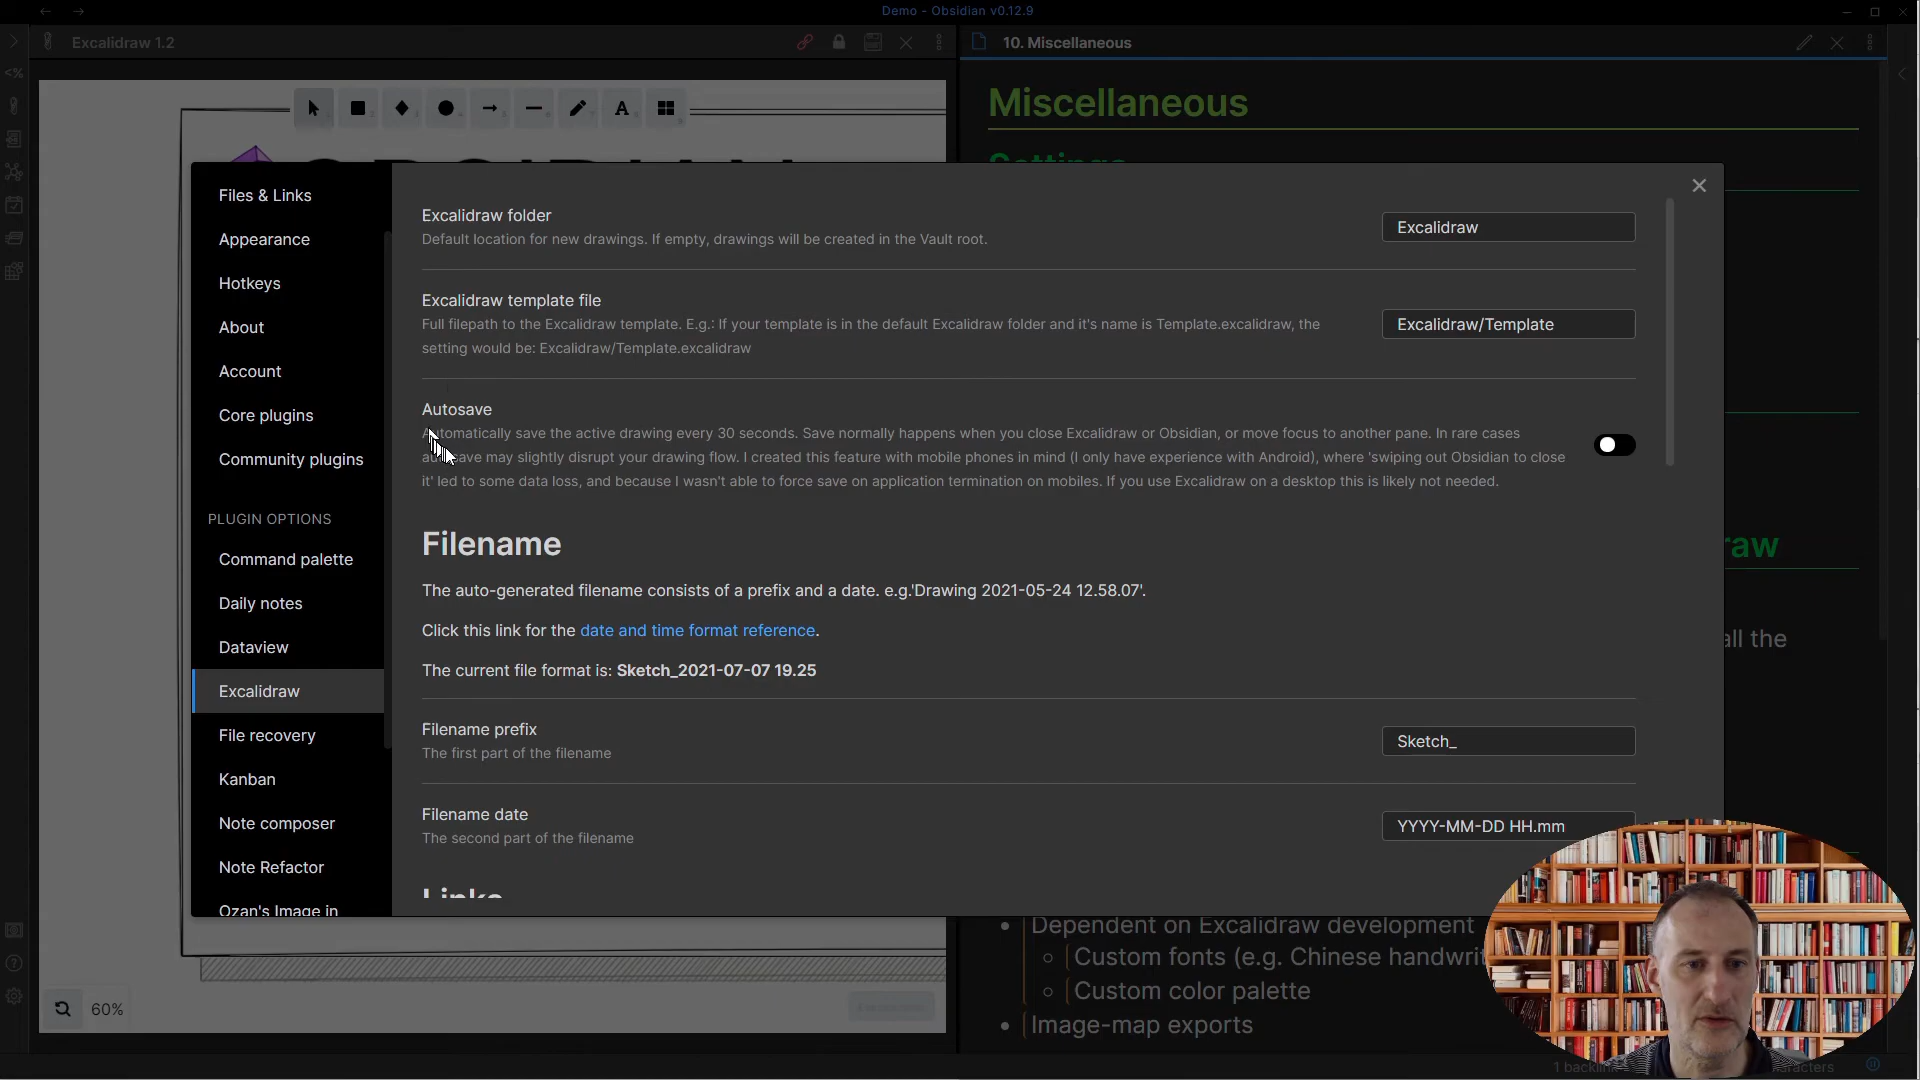 Demo - Obsidian v0.12.9
Excalidraw 1.2
10. Miscellaneous
Miscellaneous
Settings
Files & Links
Appearance
Hotkeys
About
Account
Core plugins
Community plugins
PLUGIN OPTIONS
Command palette
Daily notes
Dataview
Excalidraw
File recovery
Kanban
Note composer
Note Refactor
Ozan's Image in
Excalidraw folder
Default location for new drawings. If empty, drawings will be created in the Vault root.
Excalidraw
Excalidraw template file
Full filepath to the Excalidraw template. E.g.: If your template is in the default Excalidraw folder and it's name is Template.excalidraw, the
setting would be: Excalidraw/Template.excalidraw
Excalidraw/Template
Autosave
Automatically save the active drawing every 30 seconds. Save normally happens when you close Excalidraw or Obsidian, or move focus to another pane. In rare cases
autosave may slightly disrupt your drawing flow. I created this feature with mobile phones in mind (I only have experience with Android), where 'swiping out Obsidian to close
it' led to some data loss, and because I wasn't able to force save on application termination on mobiles. If you use Excalidraw on a desktop this is likely not needed.
Filename
The auto-generated filename consists of a prefix and a date. e.g.'Drawing 2021-05-24 12.58.07'.
Click this link for the date and time format reference.
The current file format is: Sketch_2021-07-07 19.25
Filename prefix
The first part of the filename
Sketch_
Filename date
The second part of the filename
YYYY-MM-DD HH.mm
Links
raw
all the
Dependent on Excalidraw development
Custom fonts (e.g. Chinese handwrit
Custom color palette
Image-map exports
60%
1 backlin
aracters